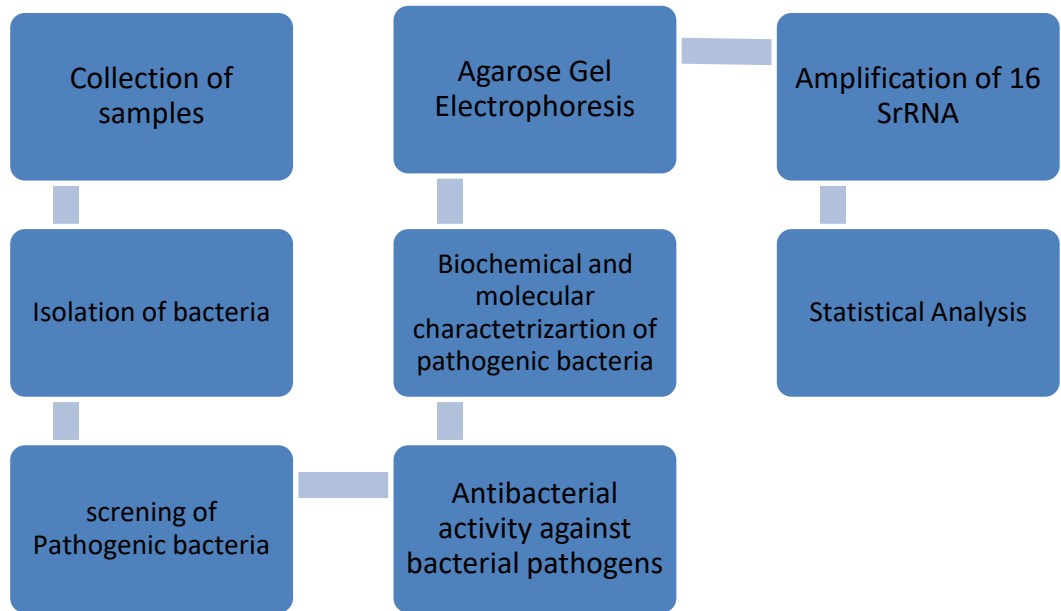 Collection of
samples
Isolation of bacteria
screning of
Pathogenic bacteria
Antibacterial
activity against
bacterial pathogens
Biochemical and
molecular
charactetrizartion of
pathogenic bacteria
Agarose Gel
Electrophoresis
Amplification of 16
SrRNA
Statistical Analysis